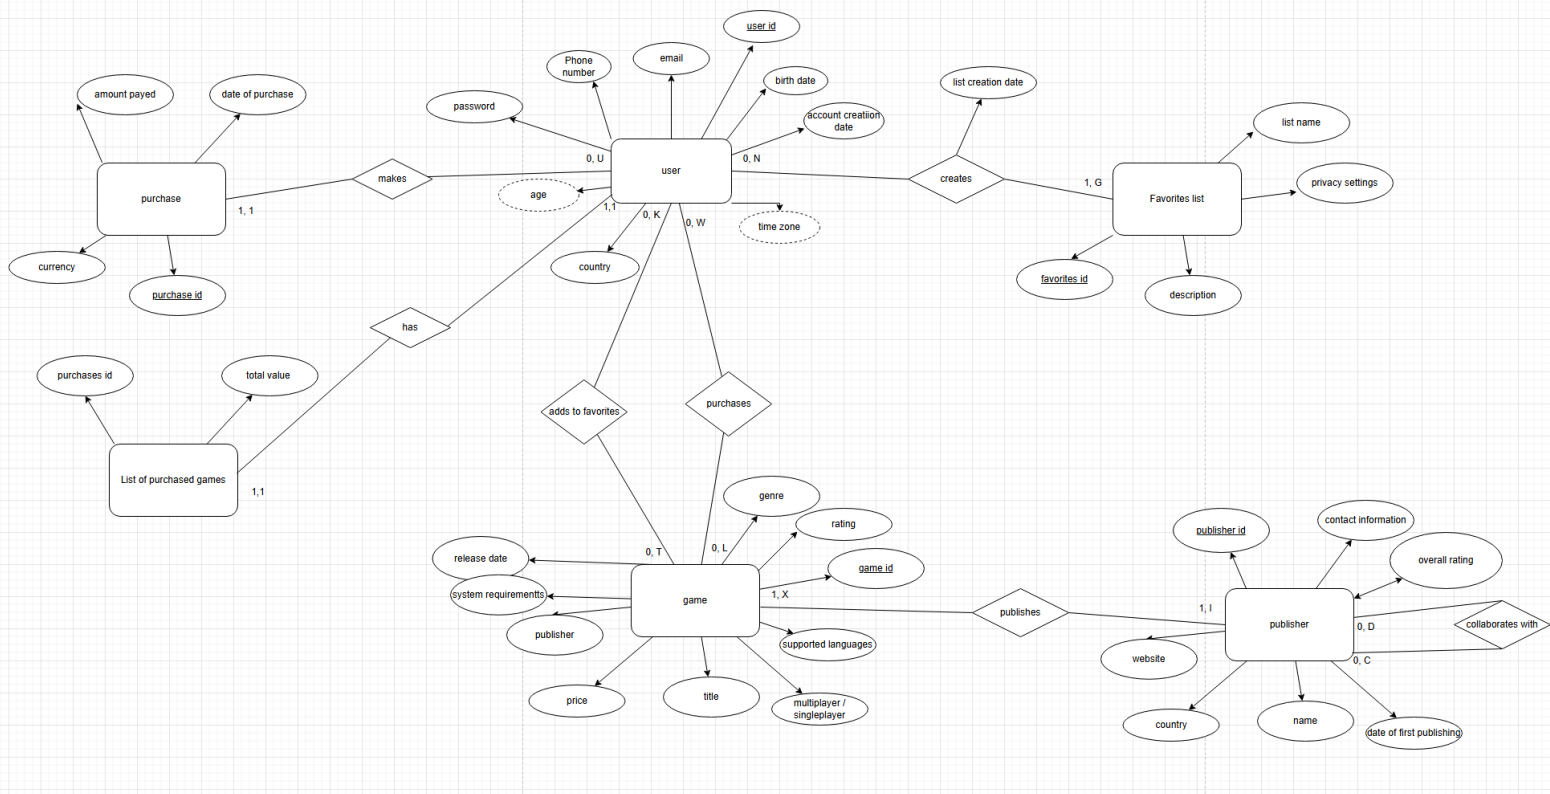 user id
Phone
number
email
birth date
list creation date
amount payed
date of purchase
password
account creatiion
date
list name
0, U
0, N
purchase
makes
user
creates
1, G
Favorites list
privacy settings
age
1, 1
1,1
0, K
0, W
time zone
currency
purchase id
country
favorites id
description
has
purchases id
total value
adds to favorites
purchases
List of purchased games
1,1
genre
rating
publisher id
contact information
release date
0, T
0, L
game id
overall rating
system requirementts
game
1, X
publishes
1, I
publisher
0, D
collaborates with
publisher
supported languages
website
0, C
price
title
multiplayer /
singleplayer
country
name
date of first publishing